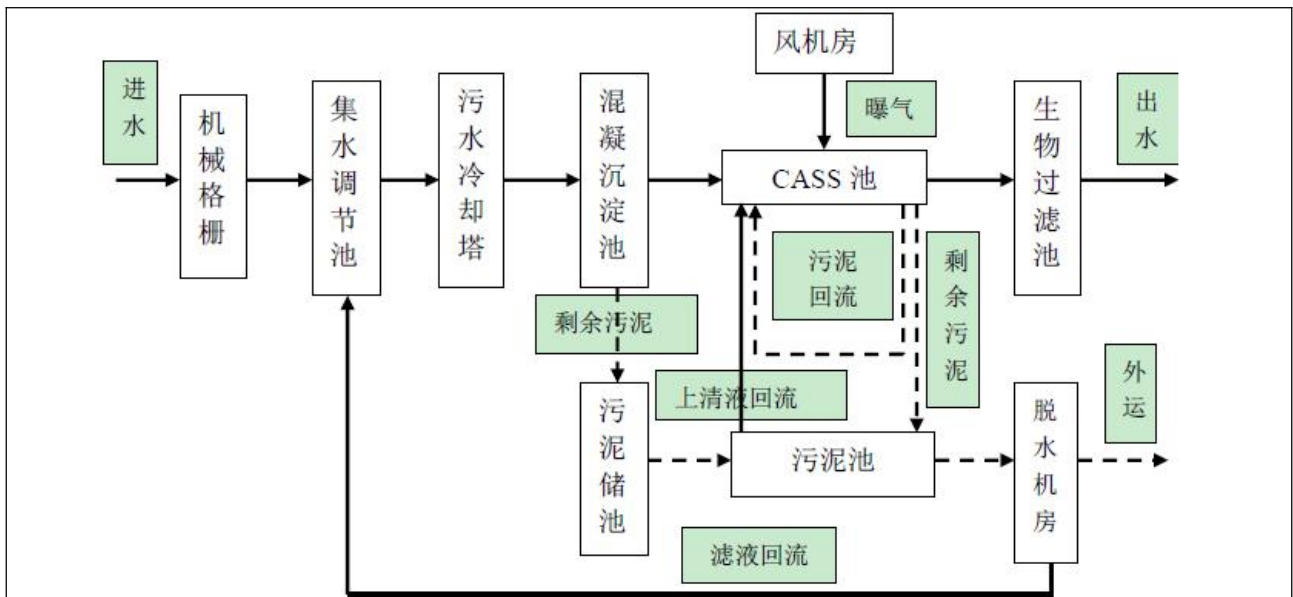 风机房
进水
机械格栅
集水调节池
污水冷却塔
混凝沉淀池
曝气
生物过滤池
出水
CASS 池
污泥
回流
剩余污泥
剩余污泥
外运
上清液回流
污泥储池
污泥池
脱水机房
滤液回流